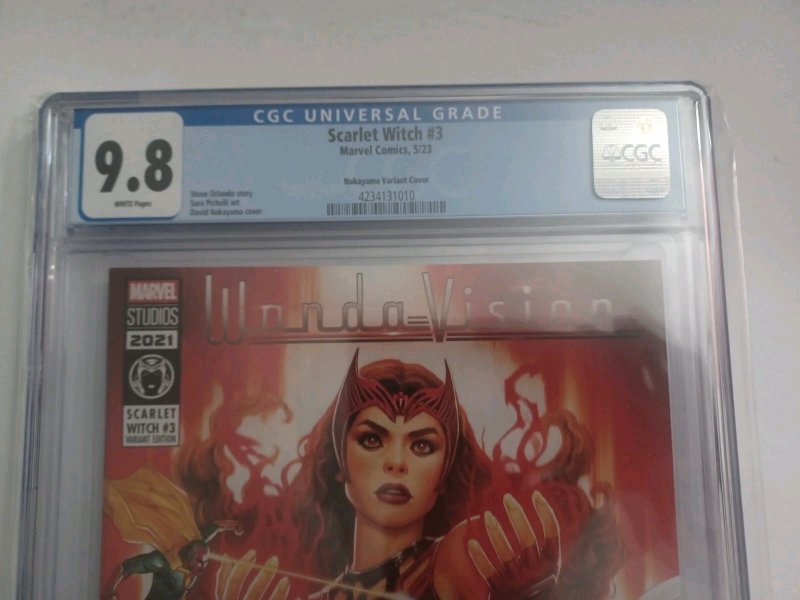 CGC UNIVERSAL GRADE
9.8
WHITE Pages
Scarlet Witch #3
Marvel Comics, 5/23
Nakayama Variant Cover
4234131010
Steve Orlando story
Sara Pichelli art
David Nakayama cover
CGC
MARVEL
STUDIOS
2021
SCARLET
WITCH #3
VARIANT EDITION
WandaVision